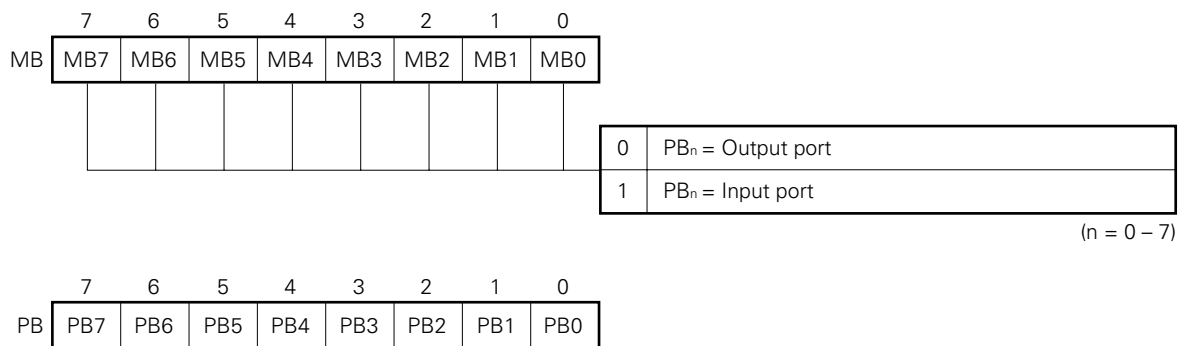 7 6 5 4 3 2 1 0
MB MB7 MB6 MB5 MB4 MB3 MB2 MB1 MB0
0 PBn = Output port
1 PBn = Input port
(n = 0 – 7)
7 6 5 4 3 2 1 0
PB PB7 PB6 PB5 PB4 PB3 PB2 PB1 PB0